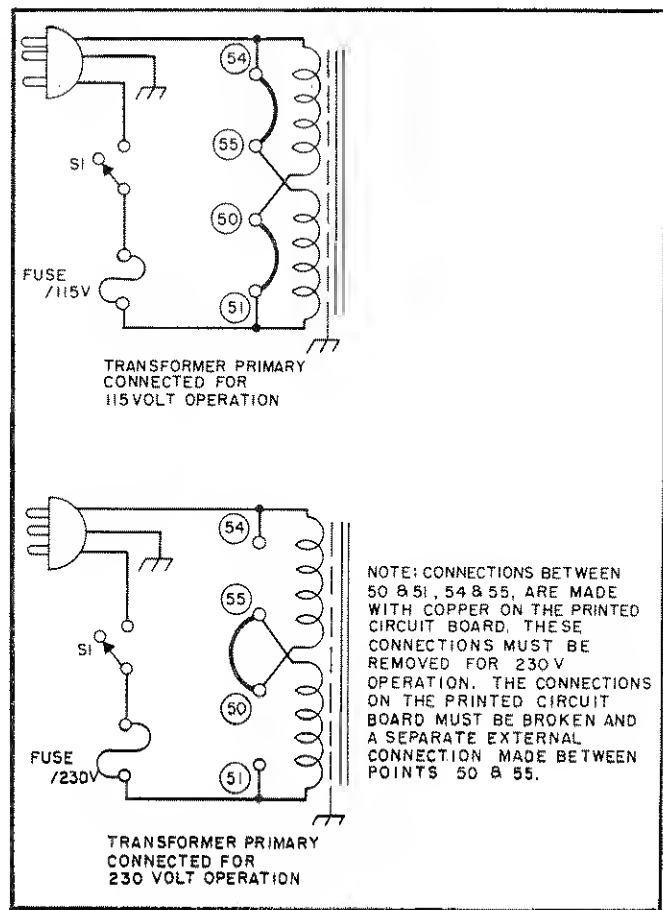 54
55
S1
50
FUSE
/115V
51
TRANSFORMER PRIMARY
CONNECTED FOR
115 VOLT OPERATION
54
55
S1
50
FUSE
/230V
51
TRANSFORMER PRIMARY
CONNECTED FOR
230 VOLT OPERATION
NOTE: CONNECTIONS BETWEEN
50 & 51, 54 & 55, ARE MADE
WITH COPPER ON THE PRINTED
CIRCUIT BOARD. THESE
CONNECTIONS MUST BE
REMOVED FOR 230 V
OPERATION. THE CONNECTIONS
ON THE PRINTED CIRCUIT
BOARD MUST BE BROKEN AND
A SEPARATE EXTERNAL
CONNECTION MADE BETWEEN
POINTS 50 & 55.